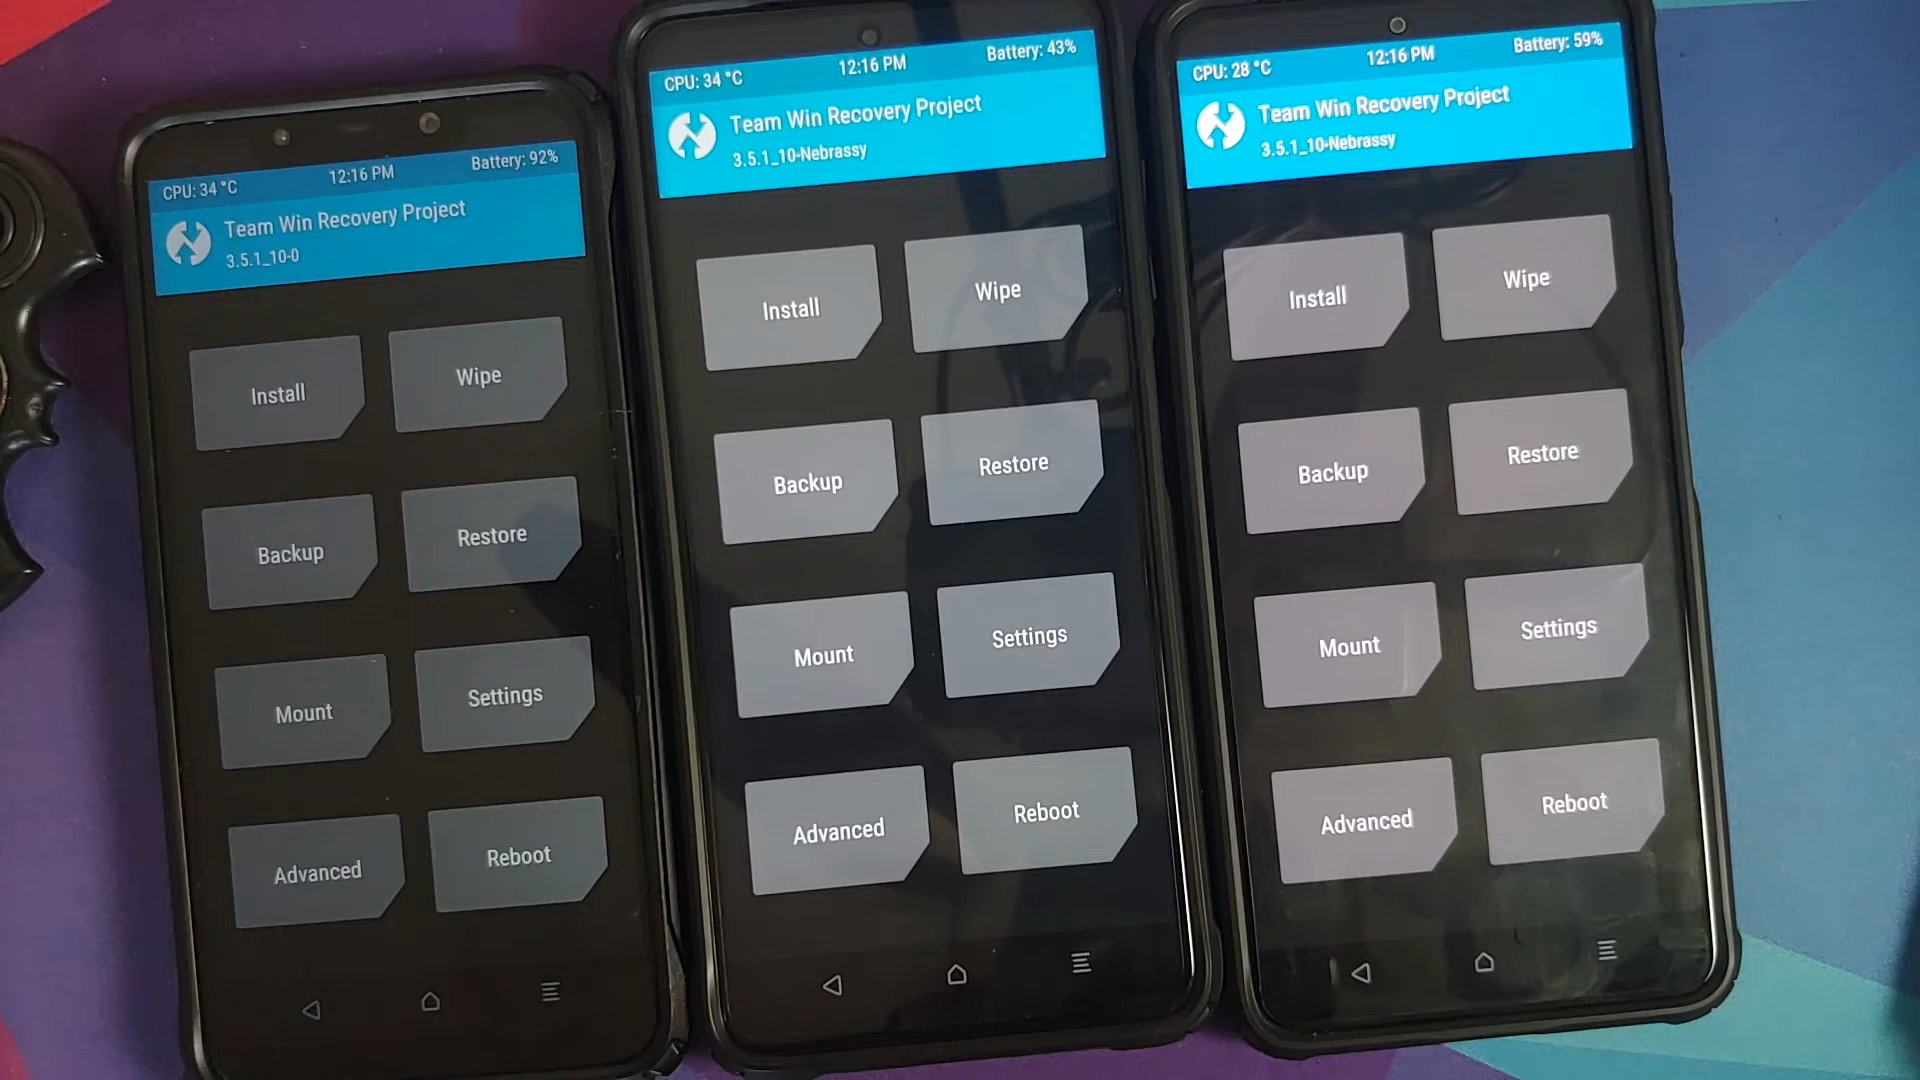 CPU: 34 °C 12:16 PM Battery: 92%
Team Win Recovery Project
3.5.1_10-0
Install Wipe
Backup Restore
Mount Settings
Advanced Reboot
CPU: 34 °C 12:16 PM Battery: 43%
Team Win Recovery Project
3.5.1_10-Nebrassy
Install Wipe
Backup Restore
Mount Settings
Advanced Reboot
CPU: 28 °C 12:16 PM Battery: 59%
Team Win Recovery Project
3.5.1_10-Nebrassy
Install Wipe
Backup Restore
Mount Settings
Advanced Reboot